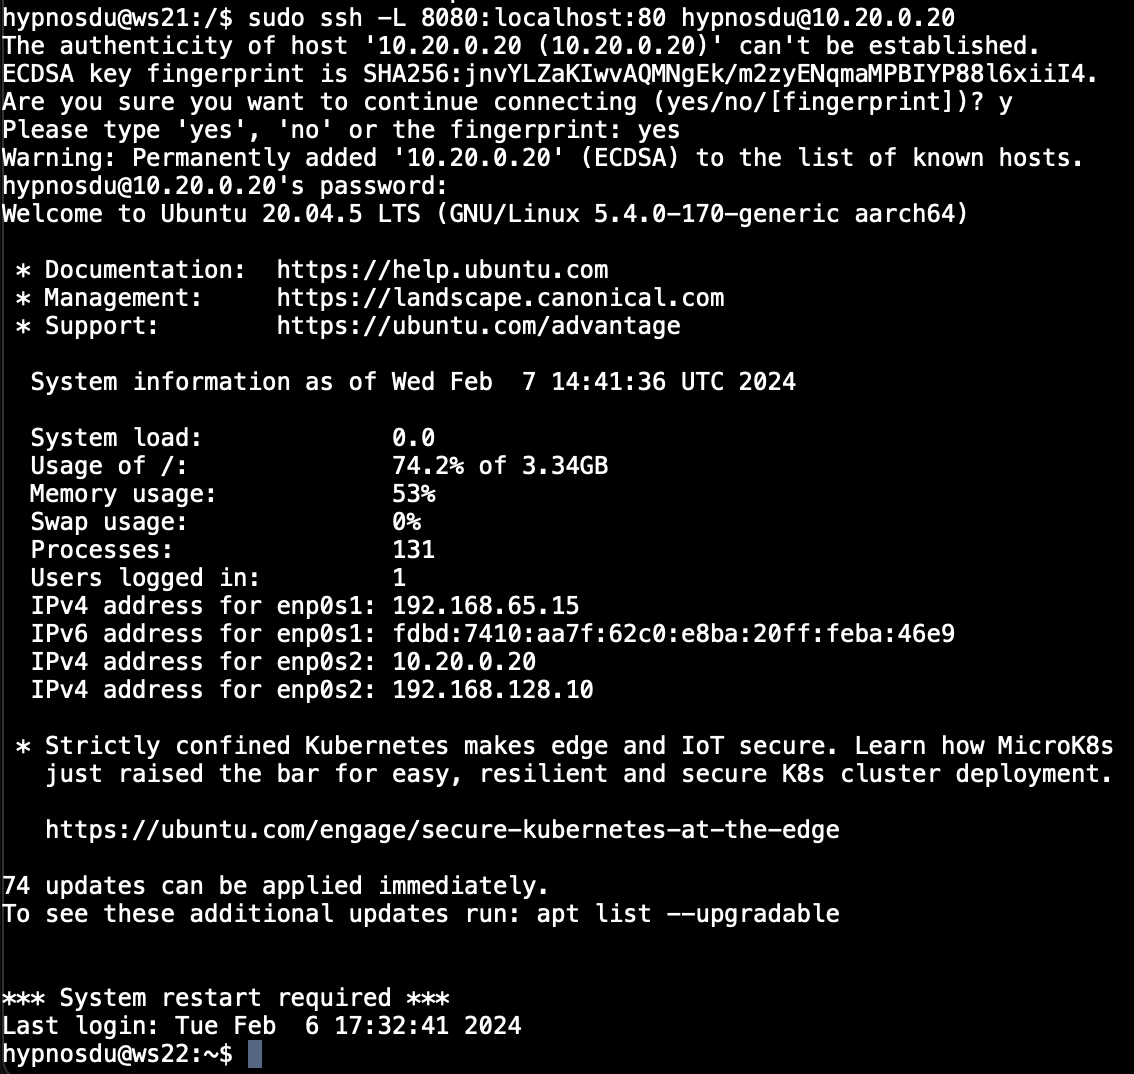 hypnosdu@ws21:/$ sudo ssh -L 8080:localhost:80 hypnosdu@10.20.0.20
The authenticity of host '10.20.0.20 (10.20.0.20)' can't be established.
ECDSA key fingerprint is SHA256:jnvYLZaKIwvAQMNgEk/m2zyENqmaMPBIYP88l6xiiI4.
Are you sure you want to continue connecting (yes/no/[fingerprint])? y
Please type 'yes', 'no' or the fingerprint: yes
Warning: Permanently added '10.20.0.20' (ECDSA) to the list of known hosts.
hypnosdu@10.20.0.20's password:
Welcome to Ubuntu 20.04.5 LTS (GNU/Linux 5.4.0-170-generic aarch64)
* Documentation:  https://help.ubuntu.com
* Management:     https://landscape.canonical.com
* Support:        https://ubuntu.com/advantage
System information as of Wed Feb  7 14:41:36 UTC 2024
System load:             0.0
Usage of /:              74.2% of 3.34GB
Memory usage:            53%
Swap usage:              0%
Processes:               131
Users logged in:         1
IPv4 address for enp0s1: 192.168.65.15
IPv6 address for enp0s1: fdbd:7410:aa7f:62c0:e8ba:20ff:feba:46e9
IPv4 address for enp0s2: 10.20.0.20
IPv4 address for enp0s2: 192.168.128.10
* Strictly confined Kubernetes makes edge and IoT secure. Learn how MicroK8s
just raised the bar for easy, resilient and secure K8s cluster deployment.
https://ubuntu.com/engage/secure-kubernetes-at-the-edge
74 updates can be applied immediately.
To see these additional updates run: apt list --upgradable
*** System restart required ***
Last login: Tue Feb  6 17:32:41 2024
hypnosdu@ws22:~$